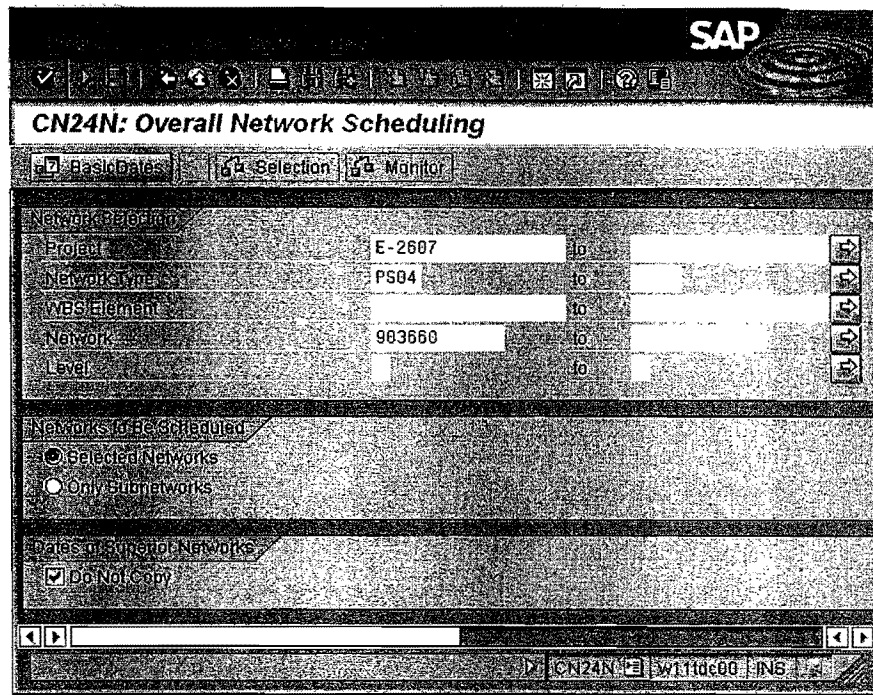 SAP
CN24N: Overall Network Scheduling
BasicDates Selection Monitor
Network Selection
Project E-2607 to
Network Type PS04 to
WBS Element to
Network 903660 to
Level to
Networks to Be Scheduled
Selected Networks
Only Subnetworks
Dates of Superior Networks
Do Not Copy
CN24N w11tdc00 INS